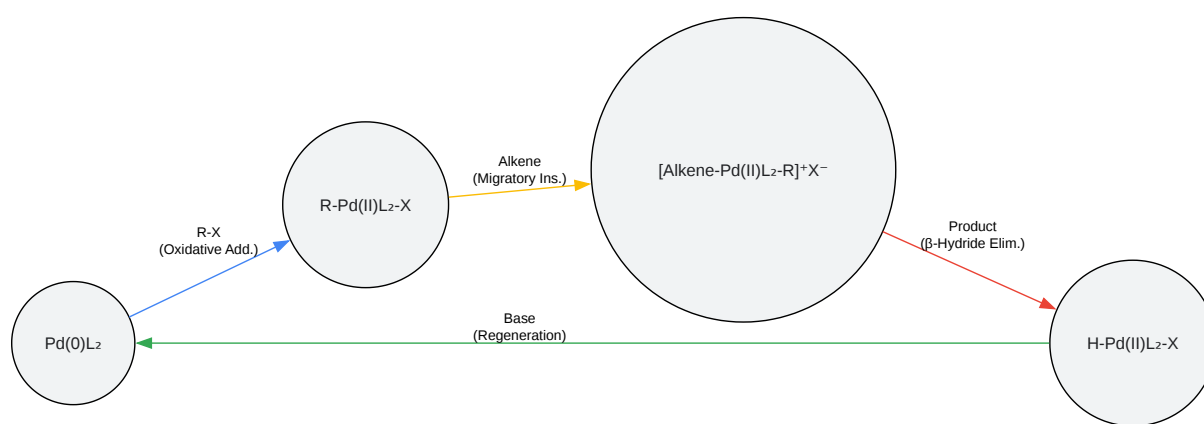 Alkene
(Migratory Ins.)
[Alkene-Pd(II)L₂-R]⁺X⁻
R-Pd(II)L₂-X
R-X
(Oxidative Add.)
Product
(β-Hydride Elim.)
Base
(Regeneration)
Pd(0)L₂
H-Pd(II)L₂-X